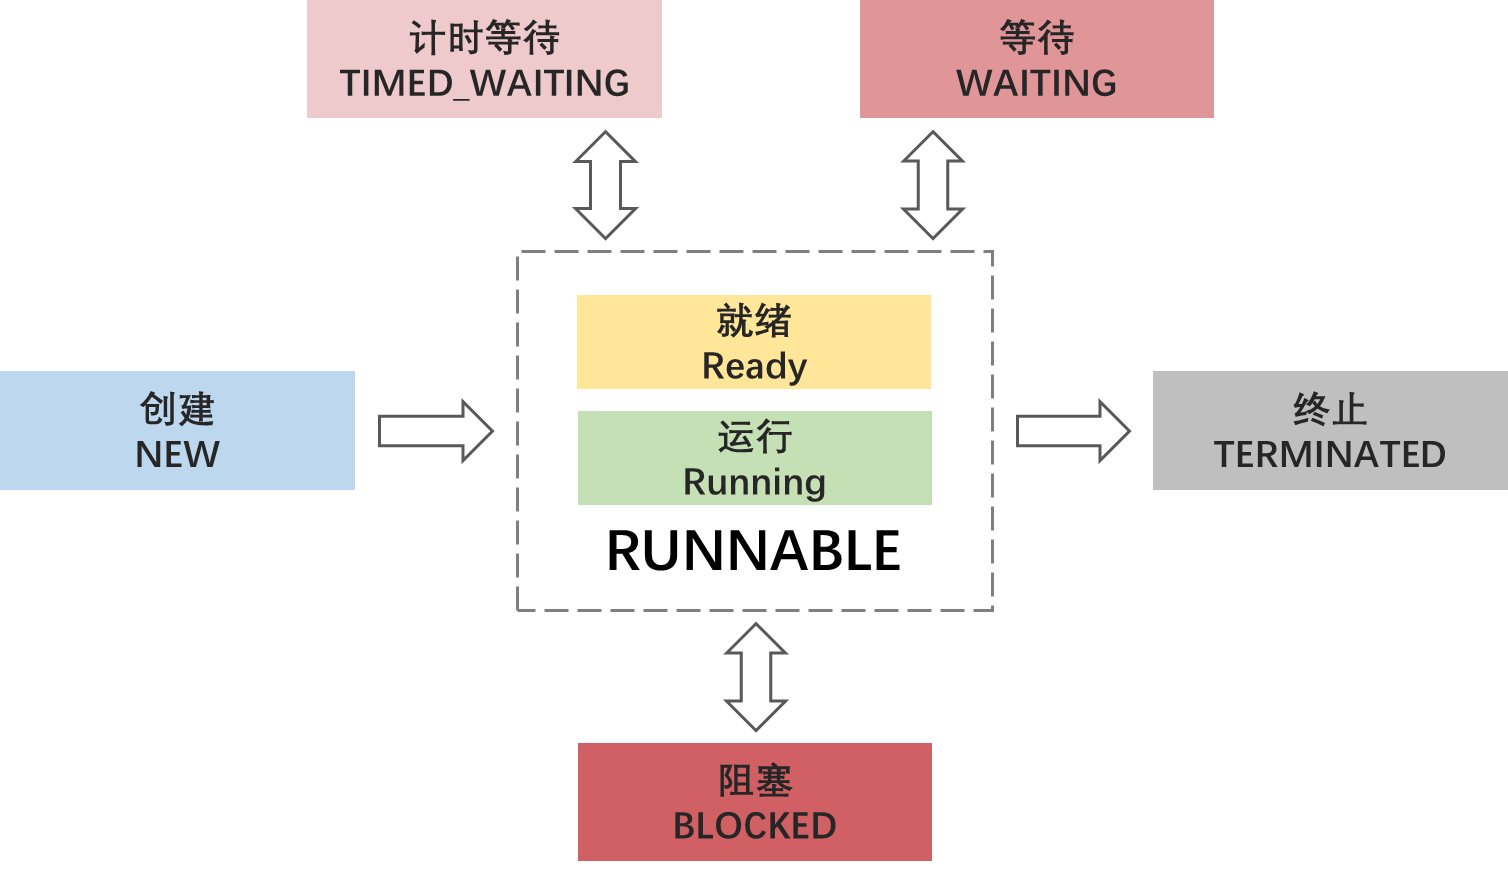 计时等待
TIMED_WAITING
等待
WAITING
就绪
Ready
创建
NEW
运行
Running
终止
TERMINATED
RUNNABLE
阻塞
BLOCKED